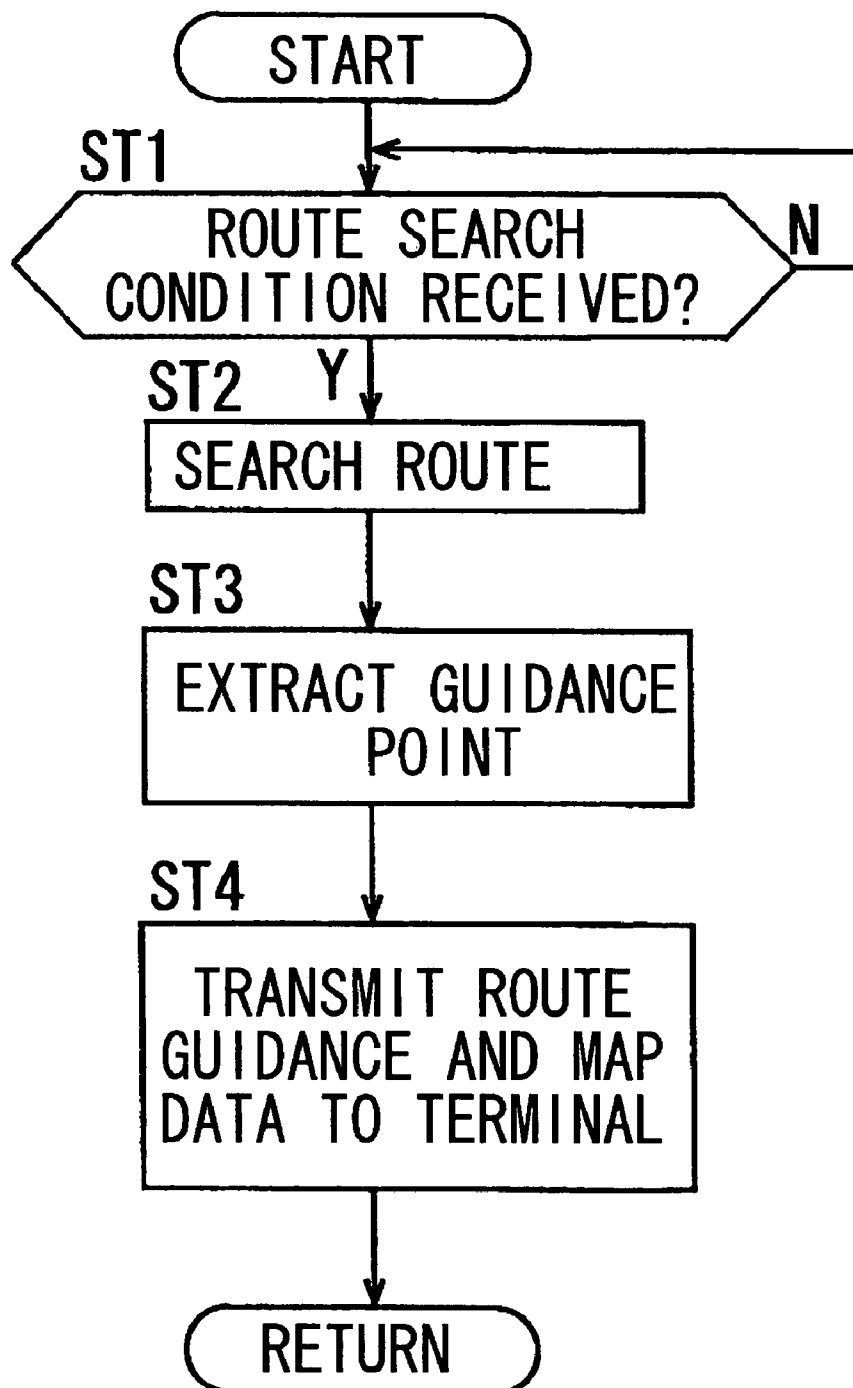 START
ST1
ROUTE SEARCH
CONDITION RECEIVED?
N
Y
ST2
SEARCH ROUTE
ST3
EXTRACT GUIDANCE
POINT
ST4
TRANSMIT ROUTE
GUIDANCE AND MAP
DATA TO TERMINAL
RETURN